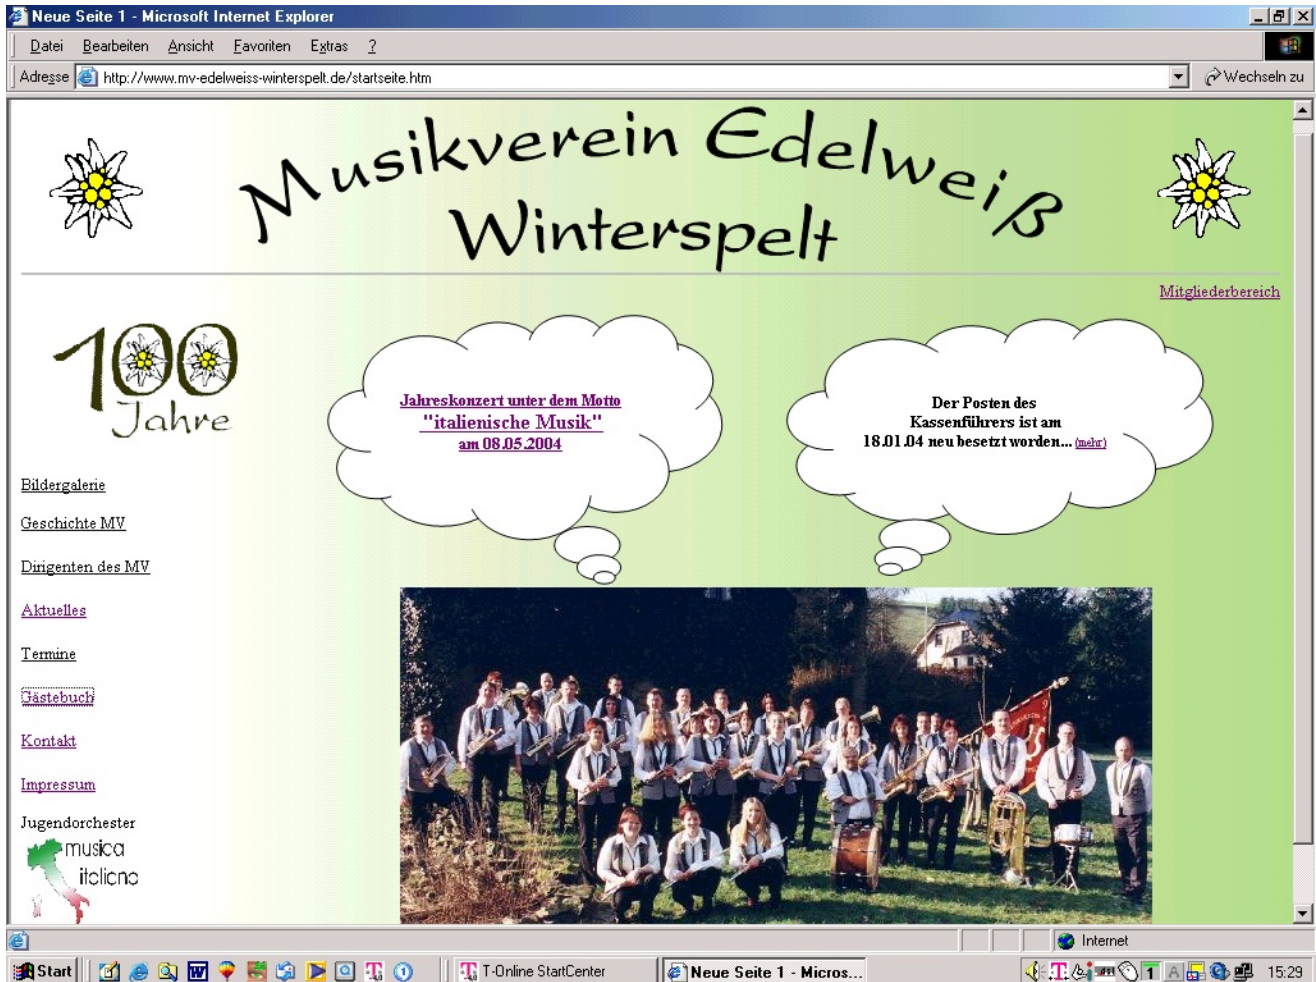 Neue Seite 1 - Microsoft Internet Explorer
Datei Bearbeiten Ansicht Favoriten Extras ?
Adresse http://www.mv-edelweiss-winterspelt.de/startseite.htm Wechseln zu
Musikverein Edelweiß
Winterspelt
Mitgliederbereich
100
Jahre
Jahreskonzert unter dem Motto
"italienische Musik"
am 08.05.2004
Der Posten des
Kassenführers ist am
18.01.04 neu besetzt worden... (mehr)
Bildergalerie
Geschichte MV
Dirigenten des MV
Aktuelles
Termine
Gästebuch
Kontakt
Impressum
Jugendorchester
musica
italiana
Internet
Start T-Online StartCenter Neue Seite 1 - Micros... 15:29